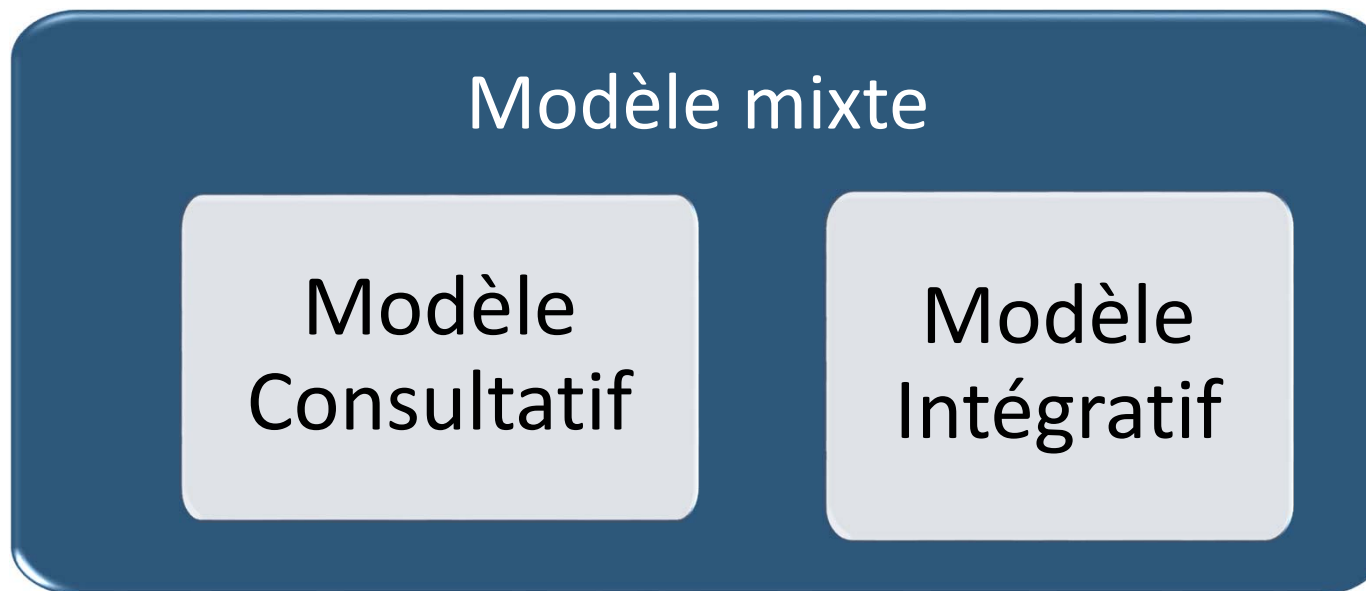 Modèle mixte
Modèle
Consultatif
Modèle
Intégratif